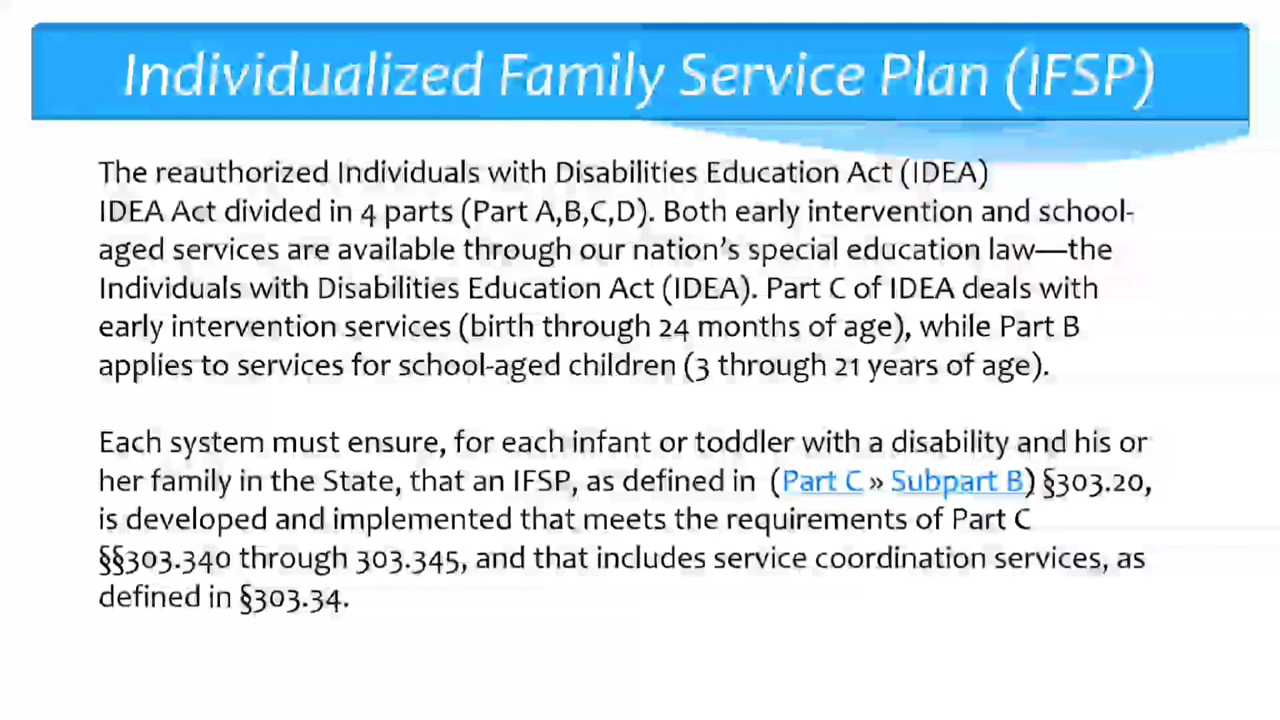 Individualized Family Service Plan (IFSP)
The reauthorized Individuals with Disabilities Education Act (IDEA)
IDEA Act divided in 4 parts (Part A,B,C,D). Both early intervention and school-
aged services are available through our nation’s special education law—the
Individuals with Disabilities Education Act (IDEA). Part C of IDEA deals with
early intervention services (birth through 24 months of age), while Part B
applies to services for school-aged children (3 through 21 years of age).
Each system must ensure, for each infant or toddler with a disability and his or
her family in the State, that an IFSP, as defined in (Part C » Subpart B) §303.20,
is developed and implemented that meets the requirements of Part C
§§303.340 through 303.345, and that includes service coordination services, as
defined in §303.34.